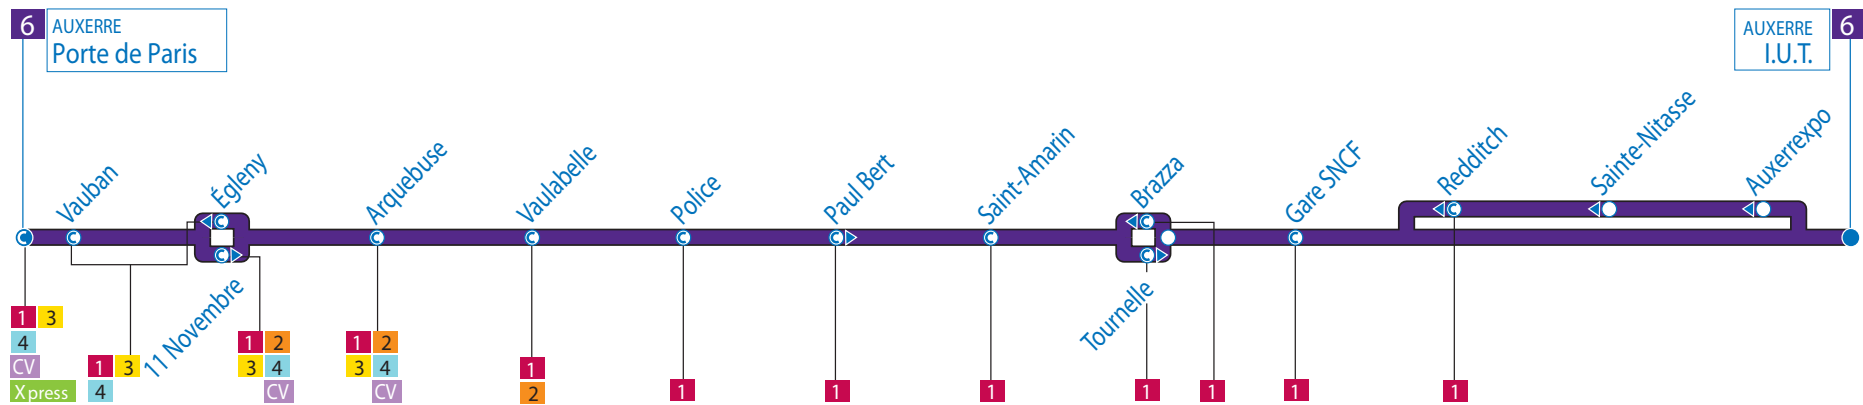 6
AUXERRE
Porte de Paris
AUXERRE
I.U.T.
6
Vauban
Égleny
11 Novembre
Arquebuse
Vaulabelle
Police
Paul Bert
Saint-Amarin
Brazza
Tournelle
Gare SNCF
Redditch
Sainte-Nitasse
Auxerrexpo
C
C
C
C
C
C
C
C
C
C
C
C
C
1 3
4
CV
Xpress
1 3
4
1 2
3 4
CV
1 2
3 4
CV
1
2
1
1
1
1
1
1
1